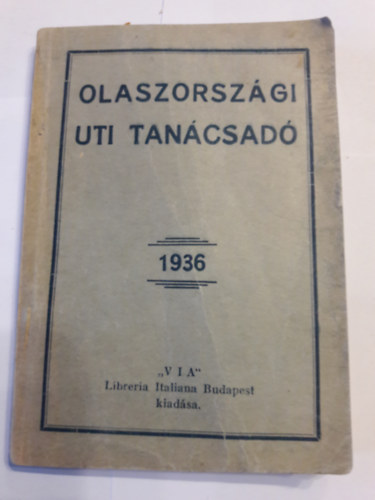 OLASZORSZÁGI
UTI TANÁCSADÓ
1936
„VIA“
Libreria Italiana Budapest
kiadása.